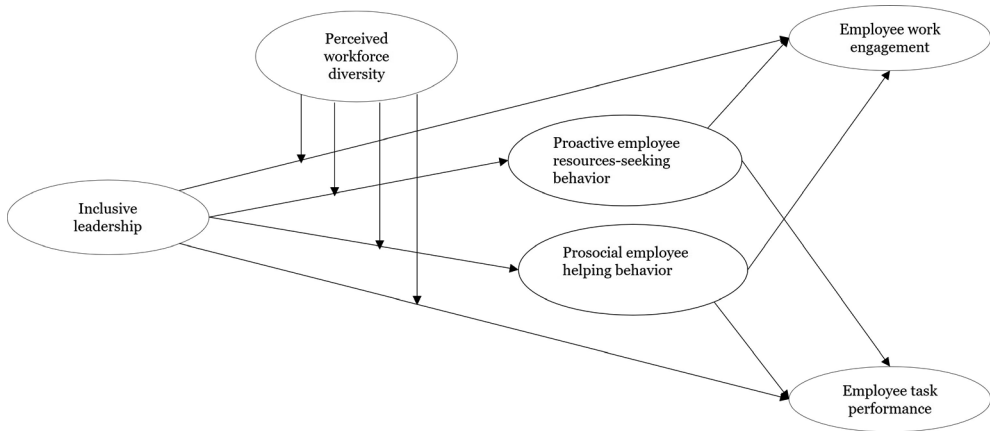 Perceived
workforce
diversity
Employee work
engagement
Proactive employee
resources-seeking
behavior
Inclusive
leadership
Prosocial employee
helping behavior
Employee task
performance